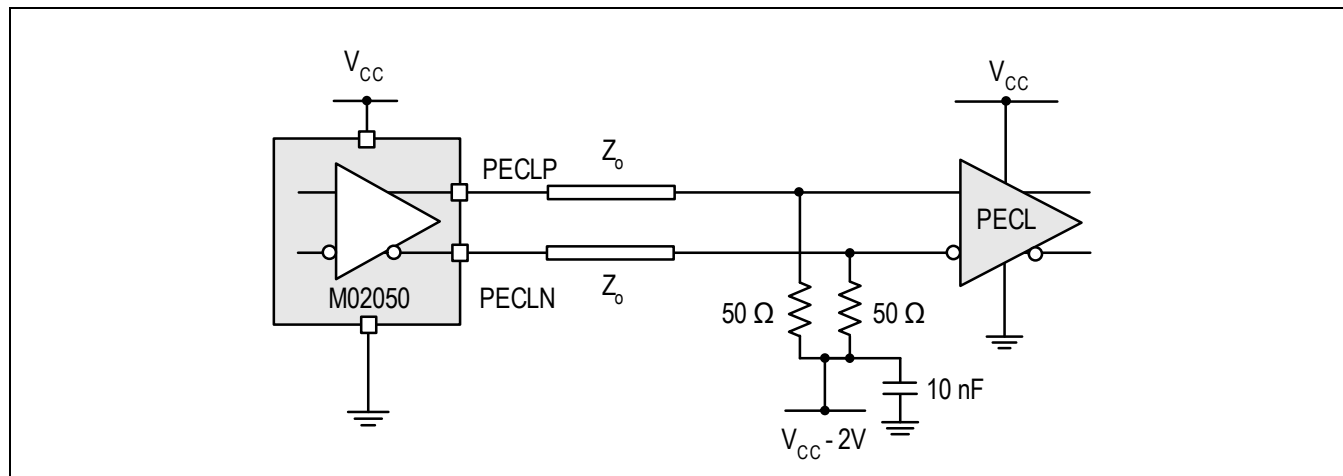 V_CC
V_CC
PECLP
Z_o
PECL
M02050
PECLN
Z_o
50 Ω
50 Ω
10 nF
V_CC - 2V